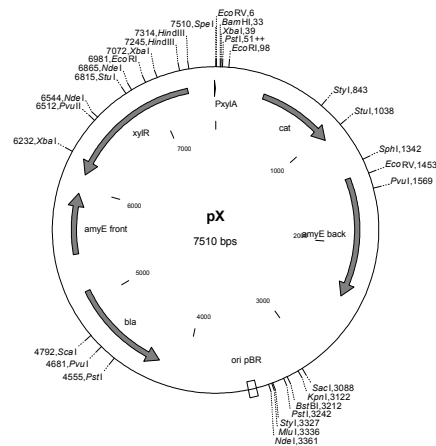 7510, SpeI
7314, HindIII
7245, HindIII
7072, XbaI
6981, EcoRI
6865, NdeI
6815, StuI
6544, NdeI
6512, PvuII
6232, XbaI
EcoRV, 6
BamHI, 33
XbaI, 39
PstI, 51++
EcoRI, 98
StyI, 843
StuI, 1038
SphI, 1342
EcoRV, 1453
PvuI, 1569
PxylA
cat
xylR
7000
1000
6000
amyE front
pX
7510 bps
2000
amyE back
5000
4000
3000
bla
ori pBR
4792, ScaI
4681, PvuI
4555, PstI
SacI, 3088
KpnI, 3122
BstBI, 3212
PstI, 3242
StyI, 3327
MluI, 3336
NdeI, 3361